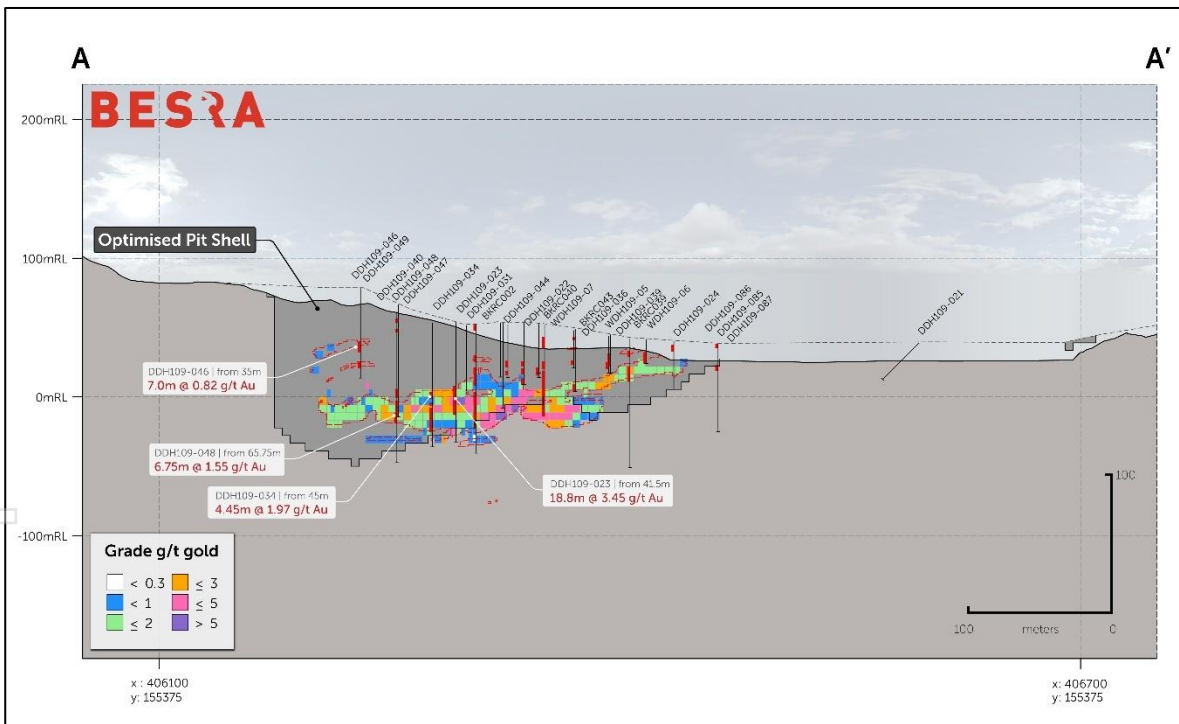 A
A'
BESRA
200mRL
Optimised Pit Shell
100mRL
DDH109-046
DDH109-049
DDH109-040
DDH109-048
DDH109-047
DDH109-034
DDH109-023
DDH109-031
BKRC002
DDH109-044
DDH109-022
BKRC040
WDH109-07
BKRC043
DDH109-036
WDH109-05
DDH109-039
BKRC039
WDH109-06
DDH109-024
DDH109-086
DDH109-085
DDH109-087
DDH109-021
DDH109-046 | from 35m
7.0m @ 0.82 g/t Au
0mRL
DDH109-048 | from 65.75m
6.75m @ 1.55 g/t Au
DDH109-034 | from 45m
4.45m @ 1.97 g/t Au
DDH109-023 | from 41.5m
18.8m @ 3.45 g/t Au
100
-100mRL
Grade g/t gold
< 0.3 ≤ 3
< 1 ≤ 5
≤ 2 > 5
100 meters 0
x : 406100
y: 155375
x : 406700
y: 155375